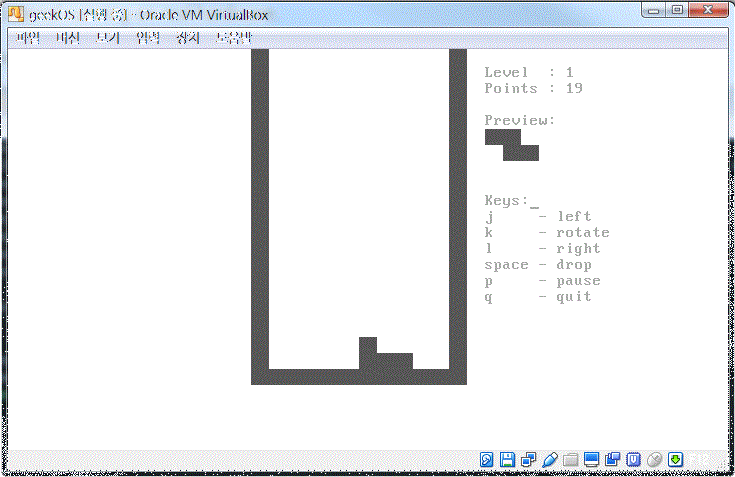 geekOS [실행 중] - Oracle VM VirtualBox
파일 머신 보기 입력 장치 도움말
Level : 1
Points : 19
Preview:
Keys:_
j - left
k - rotate
l - right
space - drop
p - pause
q - quit